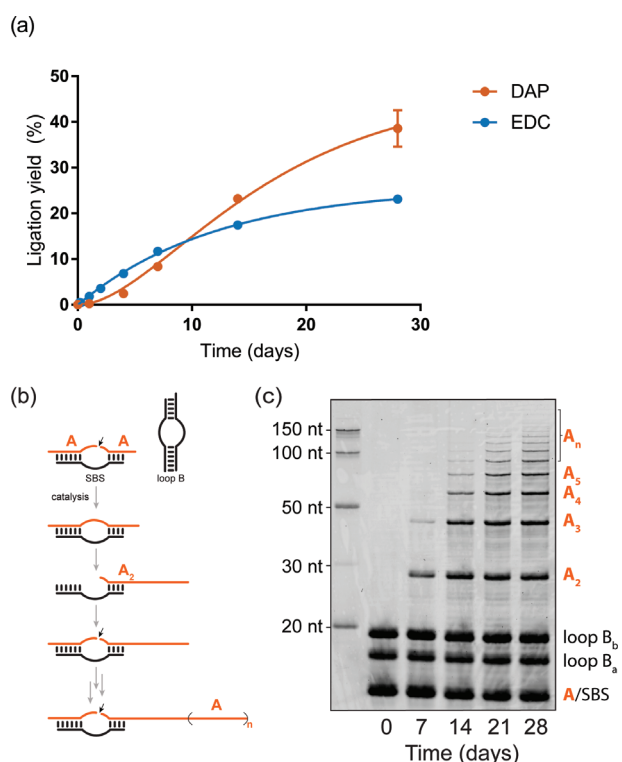 (a)
Ligation yield (%)
50
40
30
20
10
0
0
10
20
30
Time (days)
DAP
EDC
(b)
A
A
SBS
loop B
catalysis
A2
A
n
(c)
150 nt
100 nt
50 nt
30 nt
20 nt
An
A5
A4
A3
A2
loop Bb
loop Ba
A/SBS
0 7 14 21 28
Time (days)